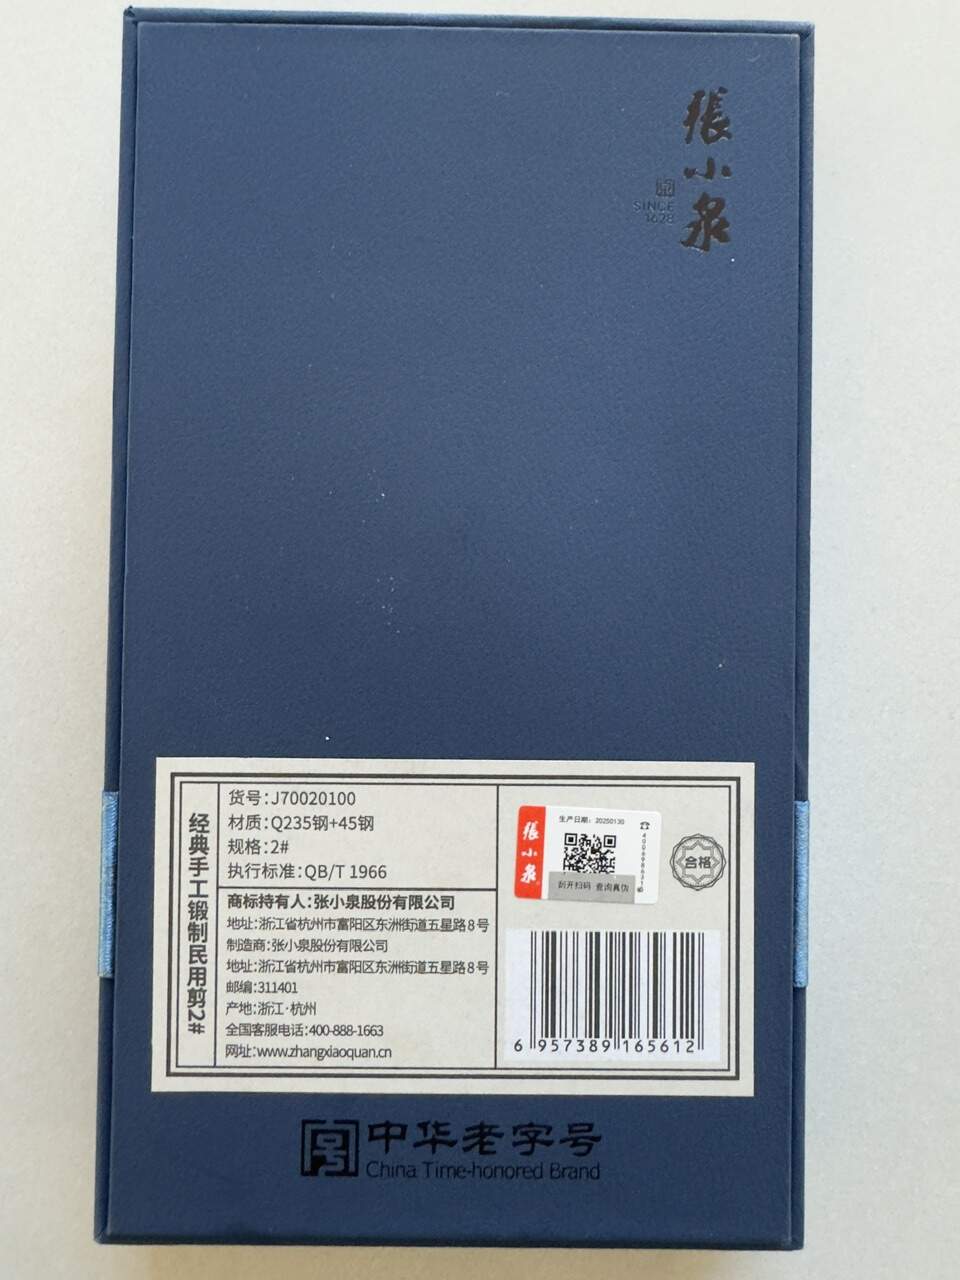 張小泉
SINCE
1628
经典手工锻制民用剪2#
货号:J70020100
材质:Q235钢+45钢
规格:2#
执行标准:QB/T 1966
商标持有人:张小泉股份有限公司
地址:浙江省杭州市富阳区东洲街道五星路8号
制造商:张小泉股份有限公司
地址:浙江省杭州市富阳区东洲街道五星路8号
邮编:311401
产地:浙江·杭州
全国客服电话:400-888-1663
网址:www.zhangxiaoquan.cn
張小泉
生产日期: 20250130
刮开扫码 查询真伪
合格
6 957389 165612
中华老字号
China Time-honored Brand